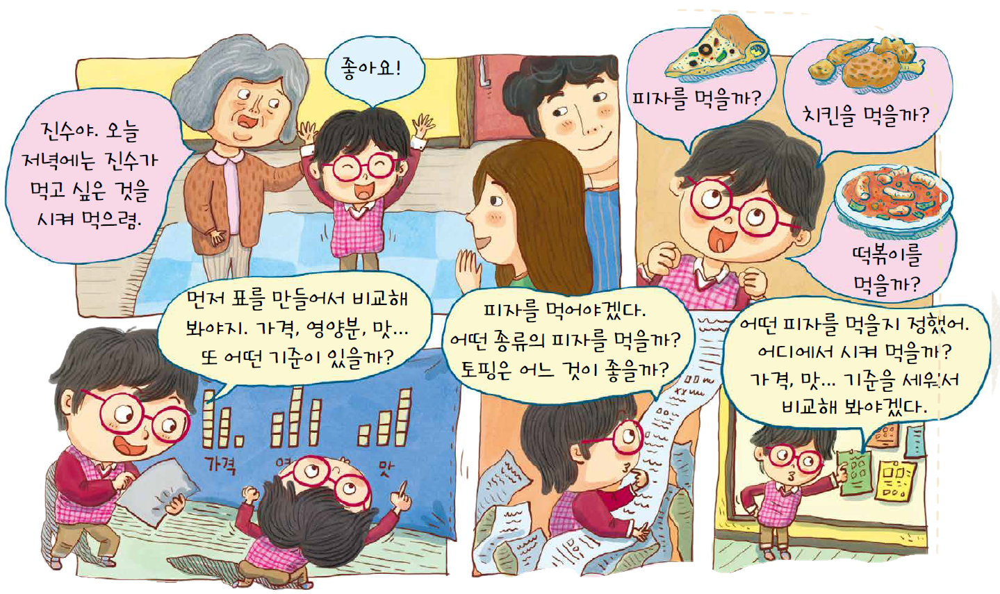 진수야. 오늘
저녁에는 진수가
먹고 싶은 것을
시켜 먹으렴.
좋아요!
피자를 먹을까?
치킨을 먹을까?
떡볶이를
먹을까?
먼저 표를 만들어서 비교해
봐야지. 가격, 영양분, 맛...
또 어떤 기준이 있을까?
가격
맛
피자를 먹어야겠다.
어떤 종류의 피자를 먹을까?
토핑은 어느 것이 좋을까?
어떤 피자를 먹을지 정했어.
어디에서 시켜 먹을까?
가격, 맛... 기준을 세워서
비교해 봐야겠다.